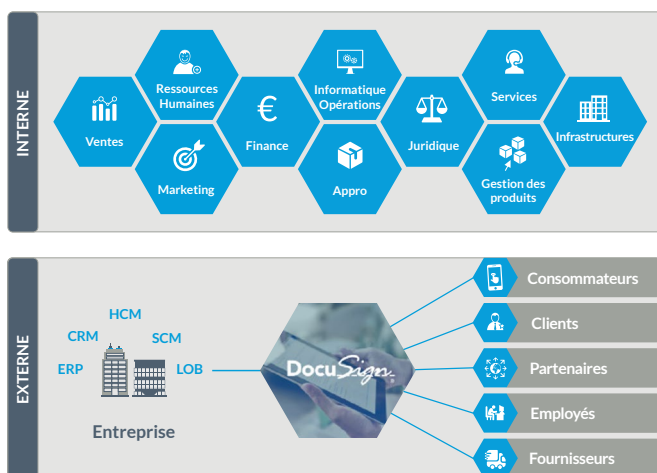 INTERNE
Ventes
Ressources
Humaines
Marketing
€
Finance
Informatique
Opérations
Appro
Juridique
Services
Gestion des
produits
Infrastructures
EXTERNE
ERP
CRM
HCM
SCM
LOB
Entreprise
DocuSign
Consommateurs
Clients
Partenaires
Employés
Fournisseurs